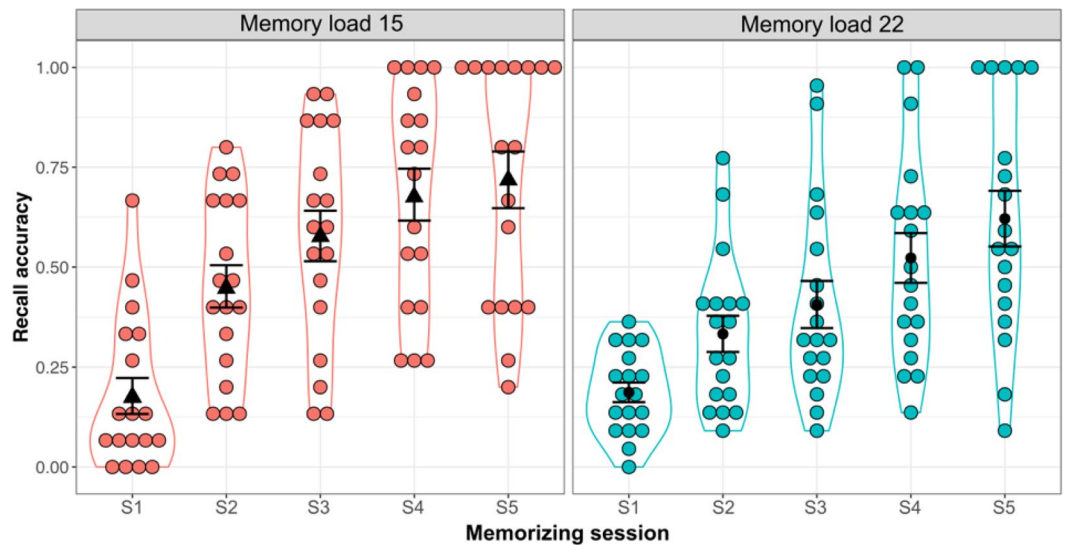 Memory load 15
Memory load 22
Recall accuracy
1.00
0.75
0.50
0.25
0.00
S1 S2 S3 S4 S5
S1 S2 S3 S4 S5
Memorizing session